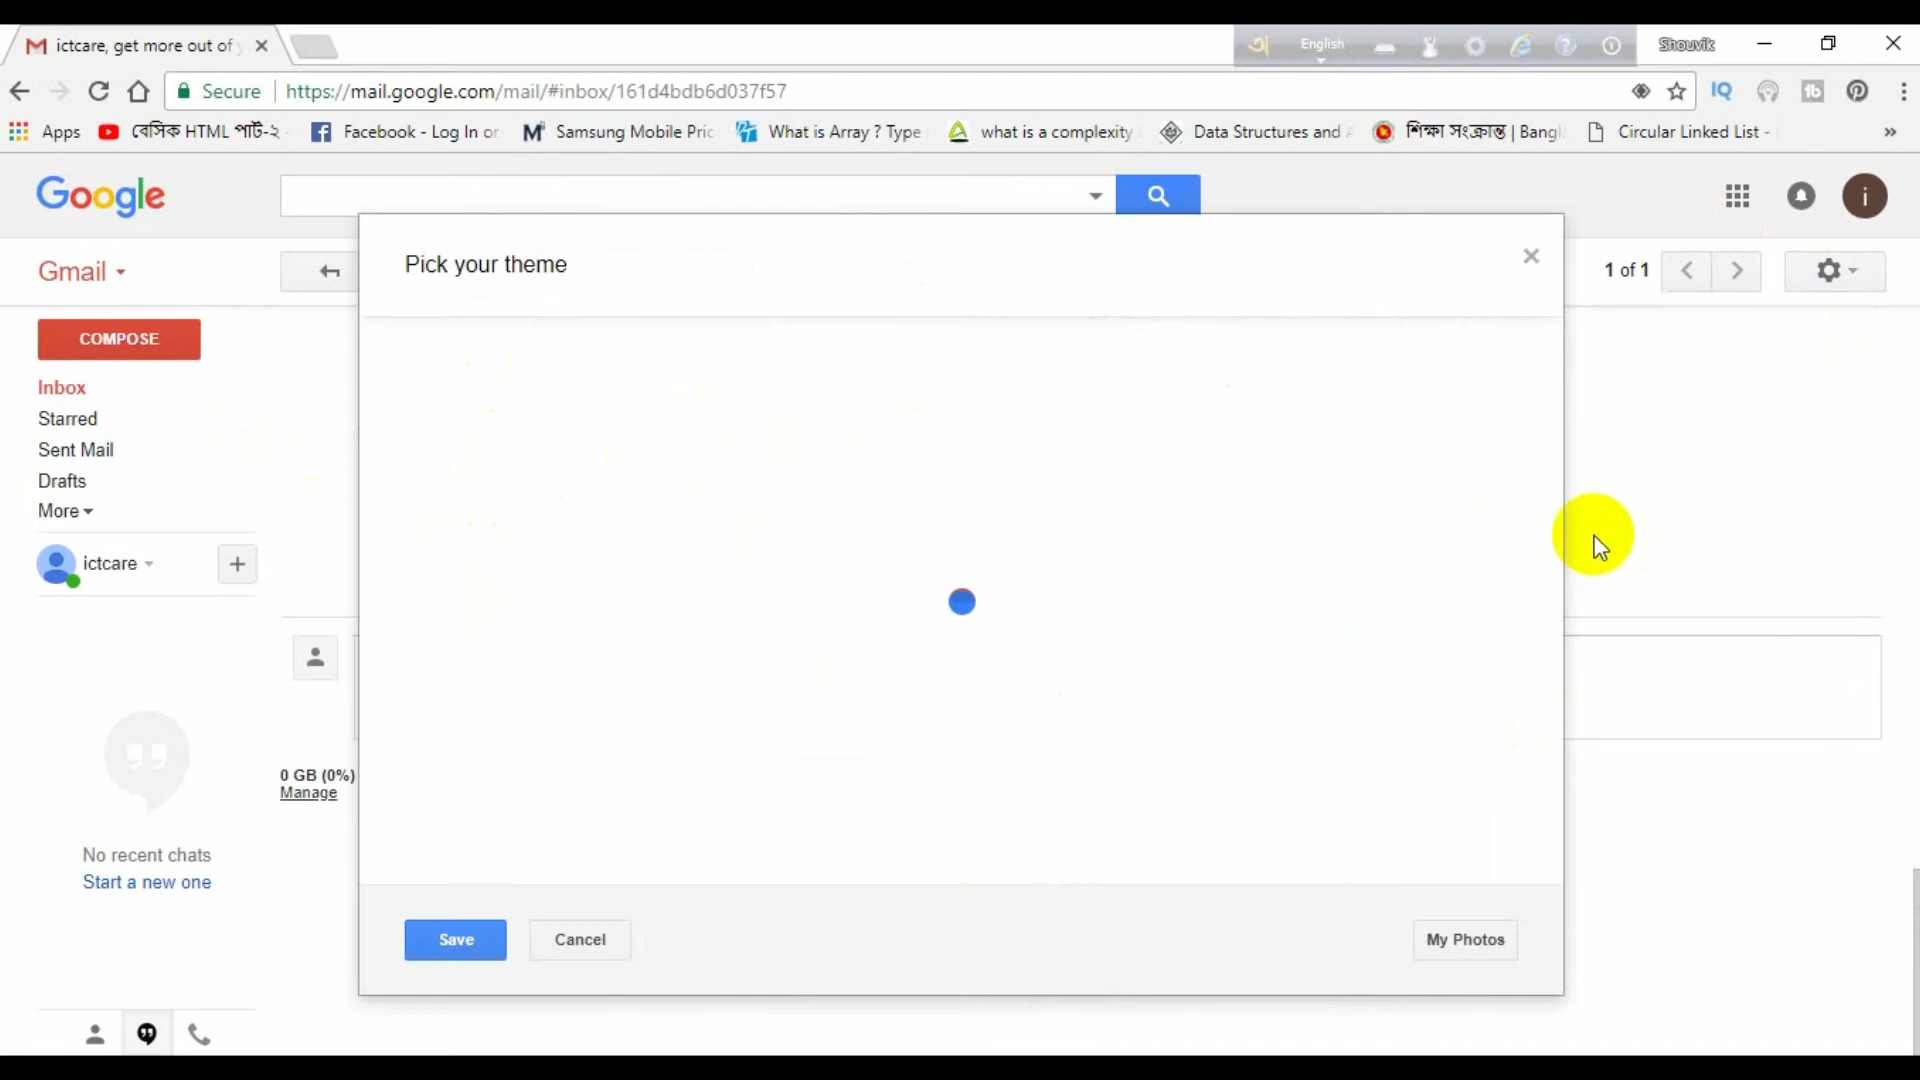 ictcare, get more out of
English
Shouvik
Secure
https://mail.google.com/mail/#inbox/161d4bdb6d037f57
IQ
tb
Apps
বেসিক HTML পার্ট-২
Facebook - Log In or
Samsung Mobile Pric
What is Array ? Type
what is a complexity
Data Structures and
শিক্ষা সংক্রান্ত | Bangl
Circular Linked List -
Google
i
Gmail
Pick your theme
1 of 1
COMPOSE
Inbox
Starred
Sent Mail
Drafts
More
ictcare
0 GB (0%)
Manage
No recent chats
Start a new one
Save
Cancel
My Photos